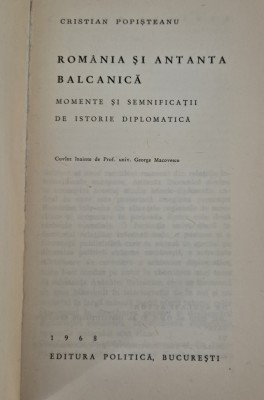 CRISTIAN POPIȘTEANU
ROMÂNIA ȘI ANTANTA
BALCANICĂ
MOMENTE ȘI SEMNIFICAȚII
DE ISTORIE DIPLOMATICĂ
Cuvînt înainte de Prof. univ. George Macovescu
1968
EDITURA POLITICĂ, BUCUREȘTI